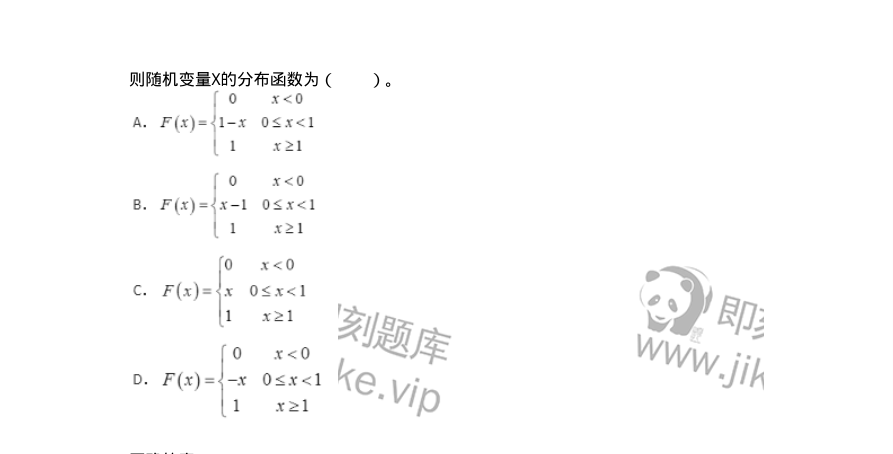 则随机变量X的分布函数为（　　）。
A. F(x)={0 x<0
1−x 0≤x<1
1 x≥1
B. F(x)={0 x<0
x−1 0≤x<1
1 x≥1
C. F(x)={0 x<0
x 0≤x<1
1 x≥1
D. F(x)={0 x<0
−x 0≤x<1
1 x≥1
刻题库
ke.vip
即刻
www.jik